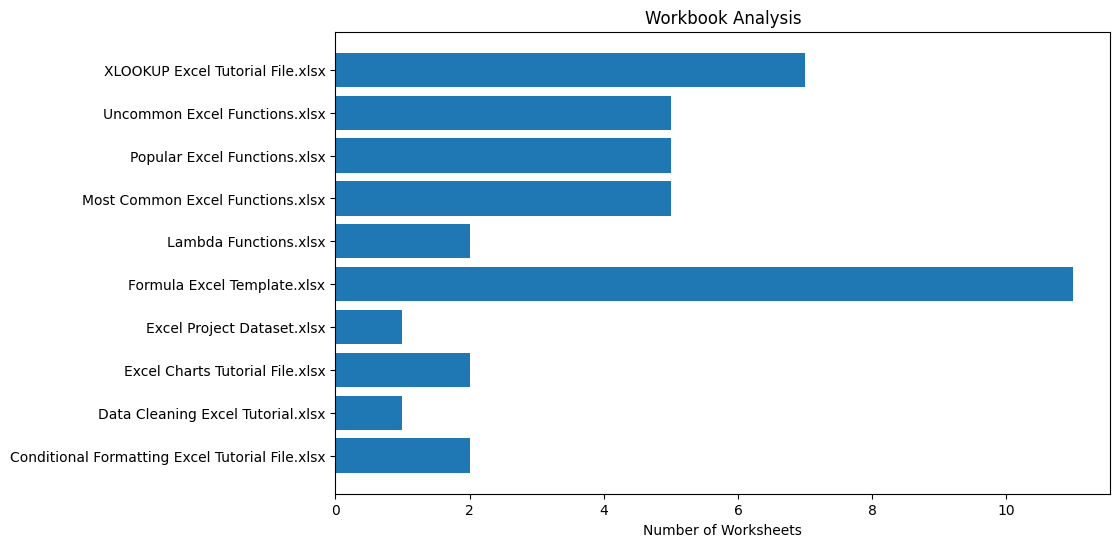 Workbook Analysis
XLOOKUP Excel Tutorial File.xlsx
Uncommon Excel Functions.xlsx
Popular Excel Functions.xlsx
Most Common Excel Functions.xlsx
Lambda Functions.xlsx
Formula Excel Template.xlsx
Excel Project Dataset.xlsx
Excel Charts Tutorial File.xlsx
Data Cleaning Excel Tutorial.xlsx
Conditional Formatting Excel Tutorial File.xlsx
0 2 4 6 8 10
Number of Worksheets